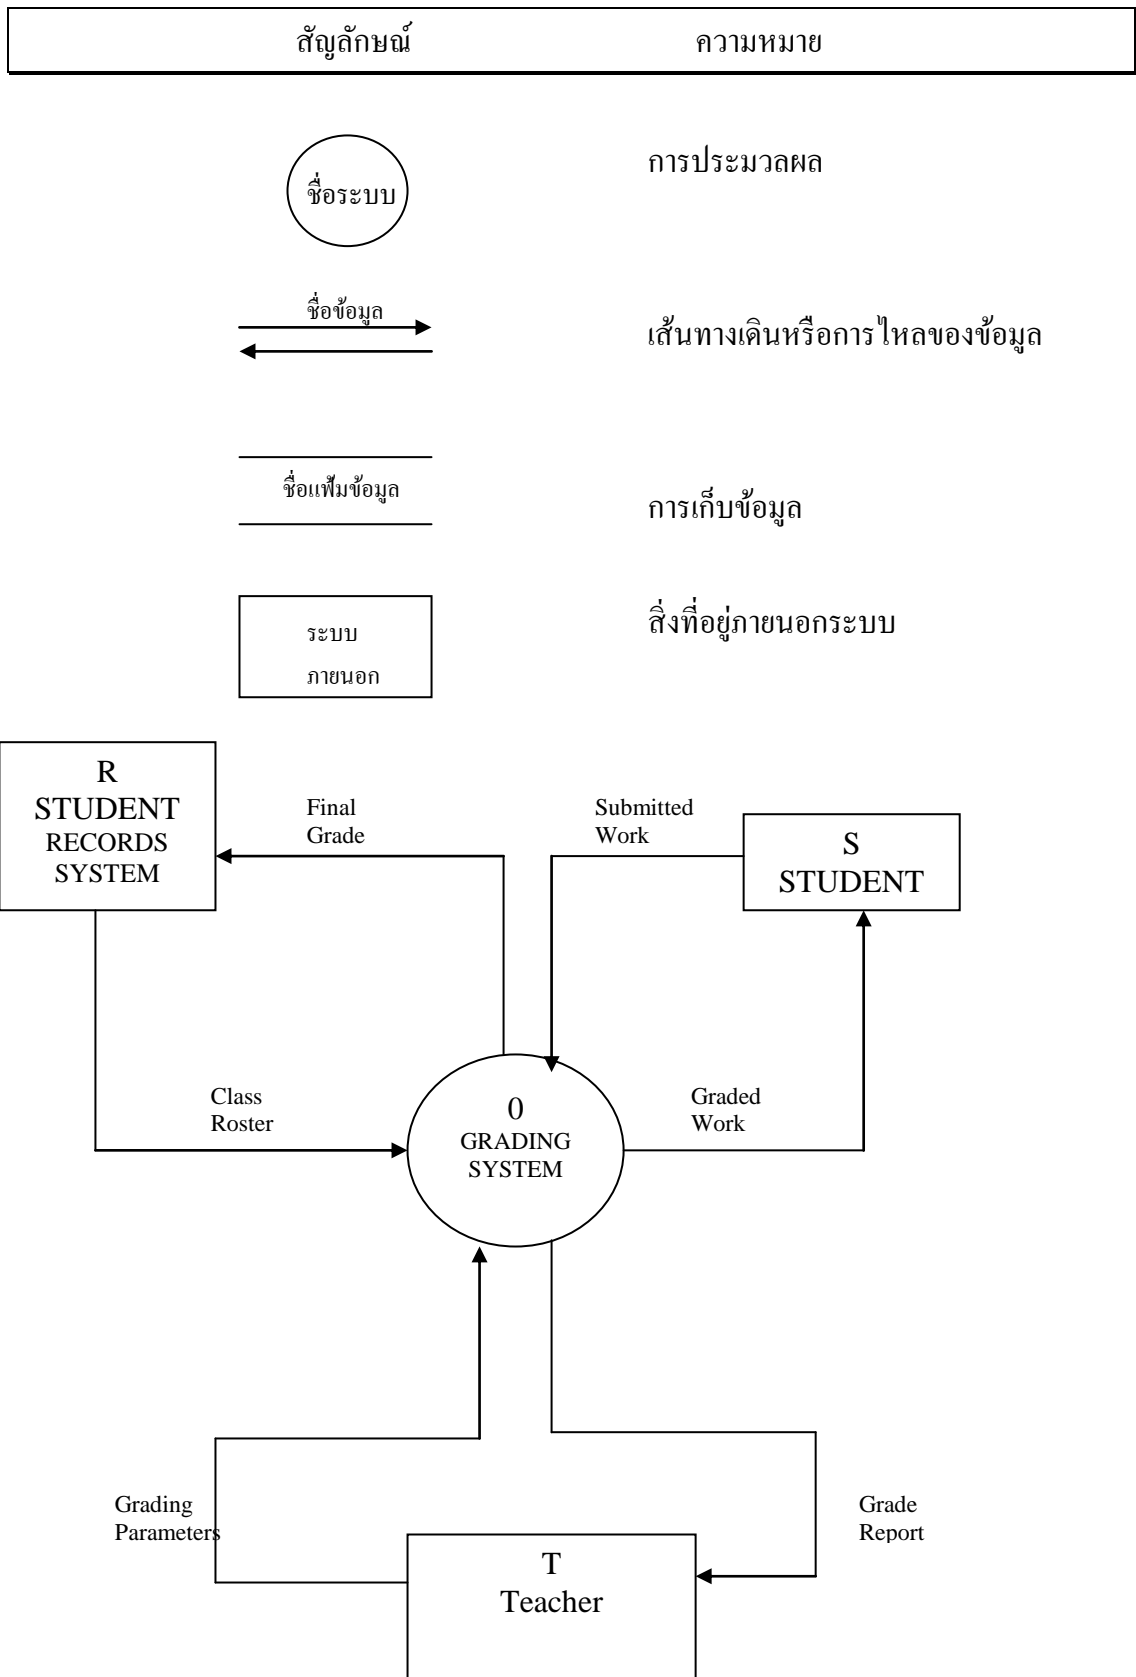 สัญลักษณ์ ความหมาย
ชื่อระบบ
การประมวลผล
ชื่อข้อมูล
เส้นทางเดินหรือการไหลของข้อมูล
ชื่อแฟ้มข้อมูล
การเก็บข้อมูล
ระบบ
ภายนอก
สิ่งที่อยู่ภายนอกระบบ
R
STUDENT
RECORDS
SYSTEM
Final
Grade
Submitted
Work
S
STUDENT
Class
Roster
0
GRADING
SYSTEM
Graded
Work
Grading
Parameters
T
Teacher
Grade
Report